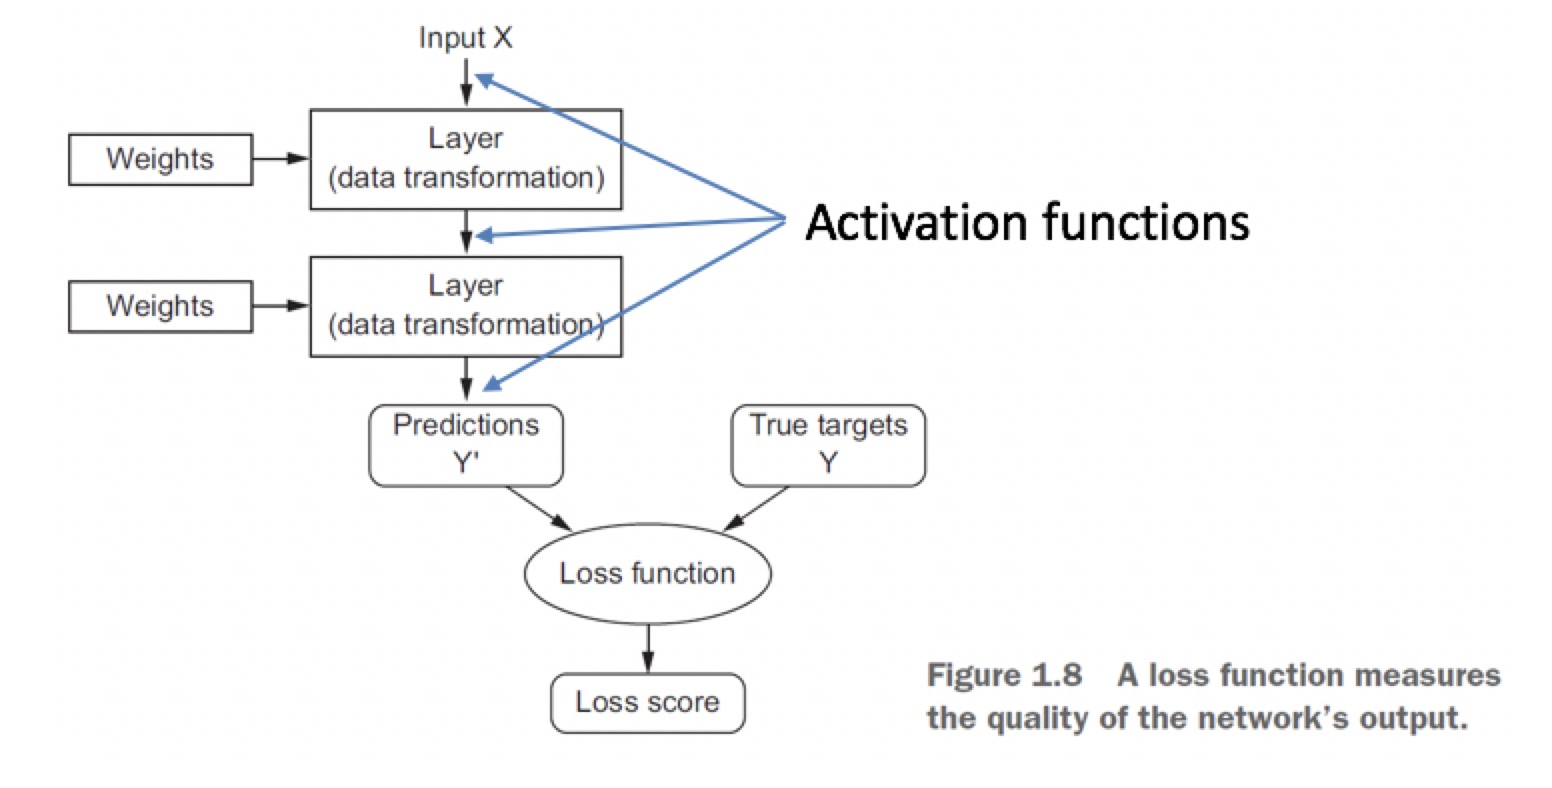 Input X
Weights
Layer
(data transformation)
Activation functions
Weights
Layer
(data transformation)
Predictions
Y'
True targets
Y
Loss function
Loss score
Figure 1.8 A loss function measures
the quality of the network's output.